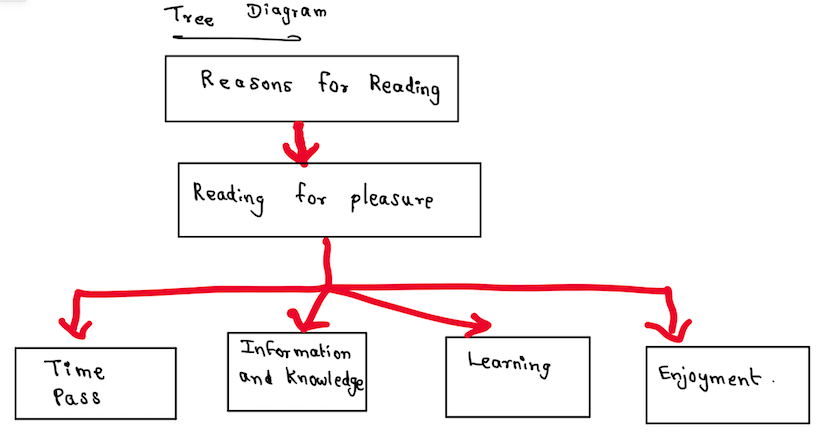 Tree Diagram
Reasons for Reading
Reading for pleasure
Time
Pass
Information
and Knowledge
Learning
Enjoyment.